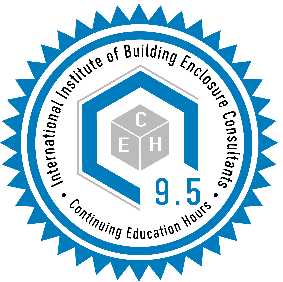 International Institute of Building Enclosure Consultants
C
E H
9.5
• Continuing Education Hours •